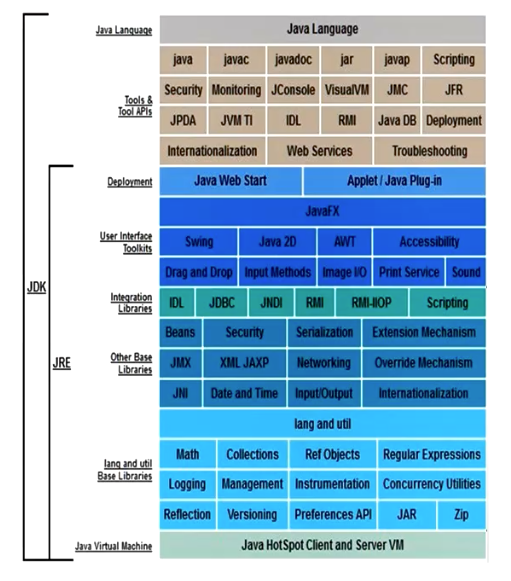 Java Language Java Language
java javac javadoc jar javap Scripting
Security Monitoring JConsole VisualVM JMC JFR
Tools &
Tool APIs
JPDA JVM TI IDL RMI Java DB Deployment
Internationalization Web Services Troubleshooting
Deployment Java Web Start Applet / Java Plug-in
JavaFX
User Interface
Toolkits
Swing Java 2D AWT Accessibility
Drag and Drop Input Methods Image I/O Print Service Sound
JDK
Integration
Libraries
IDL JDBC JNDI RMI RMI-IIOP Scripting
Beans Security Serialization Extension Mechanism
JRE
Other Base
Libraries
JMX XML JAXP Networking Override Mechanism
JNI Date and Time Input/Output Internationalization
lang and util
Math Collections Ref Objects Regular Expressions
lang and util
Base Libraries
Logging Management Instrumentation Concurrency Utilities
Reflection Versioning Preferences API JAR Zip
Java Virtual Machine Java HotSpot Client and Server VM